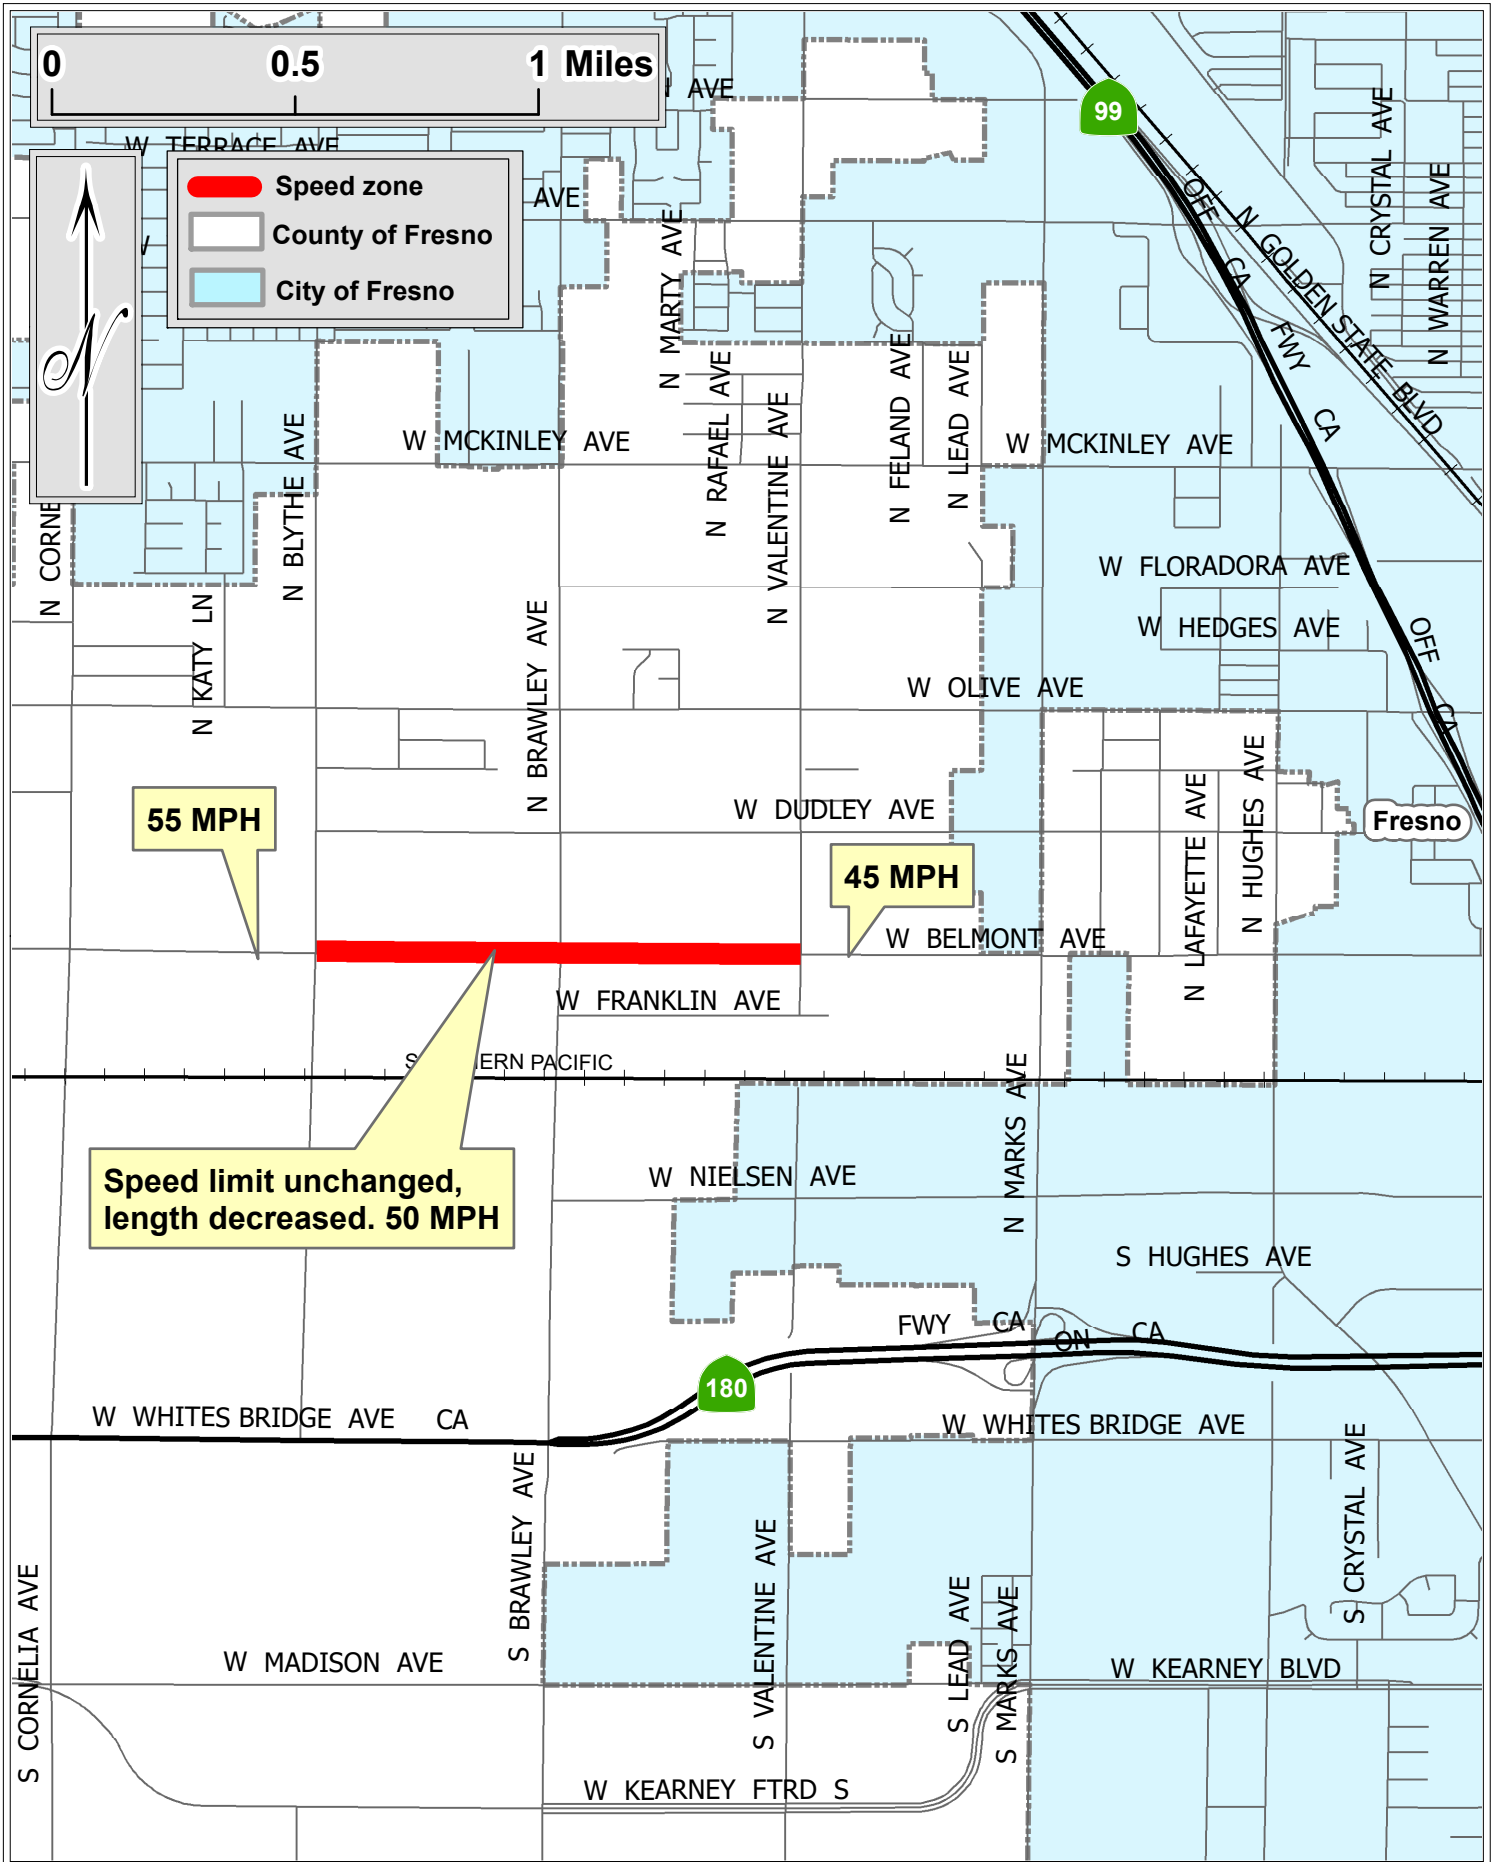 0 0.5 1 Miles
AVE
99
W TERRACE AVE
Speed zone
County of Fresno
City of Fresno
AVE
N CRYSTAL AVE
N WARREN AVE
OFF
CA
FWY
CA
N GOLDEN STATE BLVD
N MARTY AVE
N RAFAEL AVE
N VALENTINE AVE
N FELAND AVE
N LEAD AVE
W MCKINLEY AVE
W MCKINLEY AVE
N BLYTHE AVE
N CORNE
N KATY LN
N BRAWLEY AVE
W FLORADORA AVE
W HEDGES AVE
OFF
CA
W OLIVE AVE
55 MPH
W DUDLEY AVE
N LAFAYETTE AVE
N HUGHES AVE
Fresno
45 MPH
W BELMONT AVE
W FRANKLIN AVE
S
ERN PACIFIC
N MARKS AVE
Speed limit unchanged,
length decreased. 50 MPH
W NIELSEN AVE
S HUGHES AVE
FWY CA
ON CA
180
W WHITES BRIDGE AVE CA
W WHITES BRIDGE AVE
S BRAWLEY AVE
S VALENTINE AVE
S CORNELIA AVE
S LEAD AVE
S MARKS AVE
S CRYSTAL AVE
W MADISON AVE
W KEARNEY BLVD
W KEARNEY FTRD S